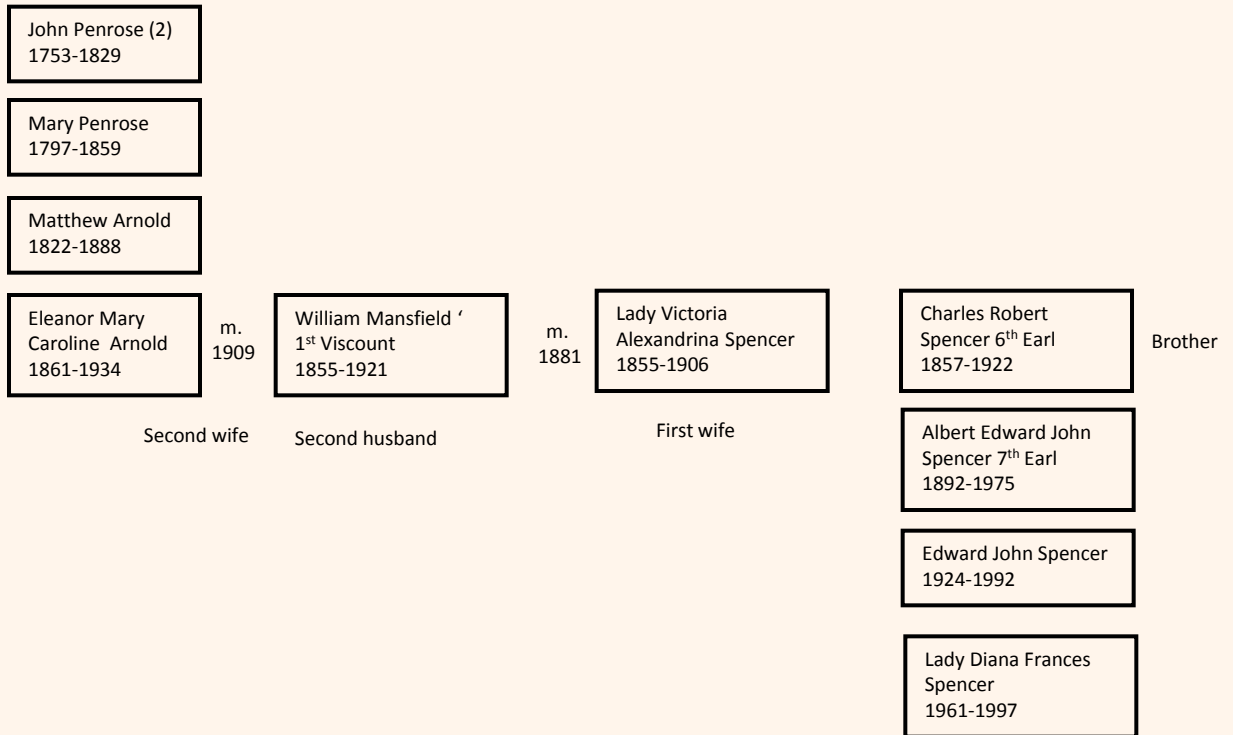 John Penrose (2)
1753-1829
Mary Penrose
1797-1859
Matthew Arnold
1822-1888
Eleanor Mary
Caroline Arnold
1861-1934
m.
1909
William Mansfield ‘
1st Viscount
1855-1921
m.
1881
Lady Victoria
Alexandrina Spencer
1855-1906
Charles Robert
Spencer 6th Earl
1857-1922
Brother
Second wife
Second husband
First wife
Albert Edward John
Spencer 7th Earl
1892-1975
Edward John Spencer
1924-1992
Lady Diana Frances
Spencer
1961-1997